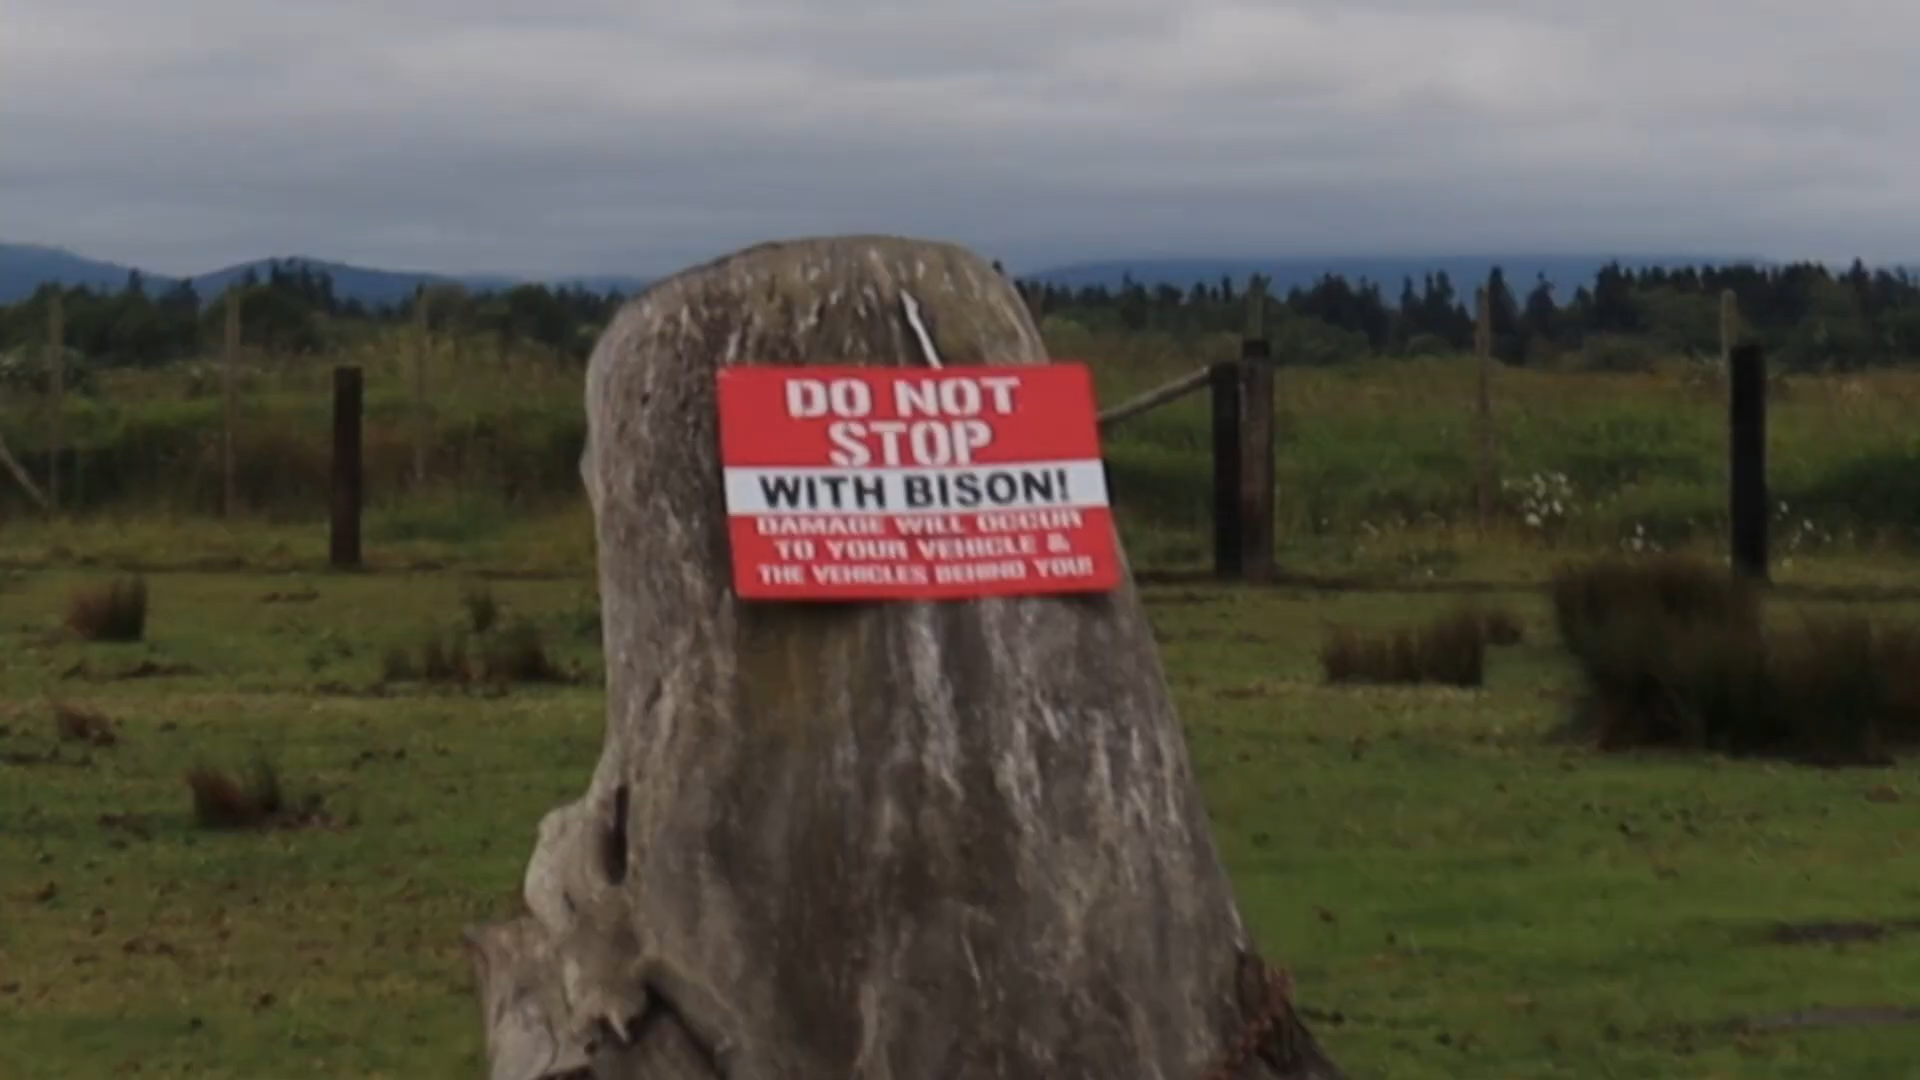 DO NOT
STOP
WITH BISON!
DAMAGE WILL OCCUR
TO YOUR VEHICLE &
THE VEHICLES BEHIND YOU!